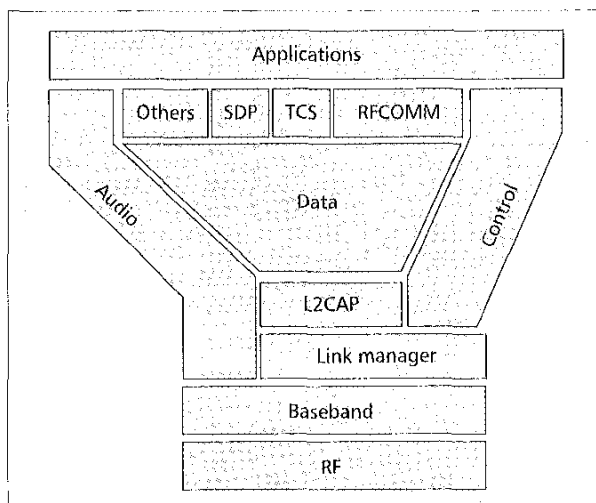 Applications
Others SDP TCS RFCOMM
Audio
Data
Control
L2CAP
Link manager
Baseband
RF